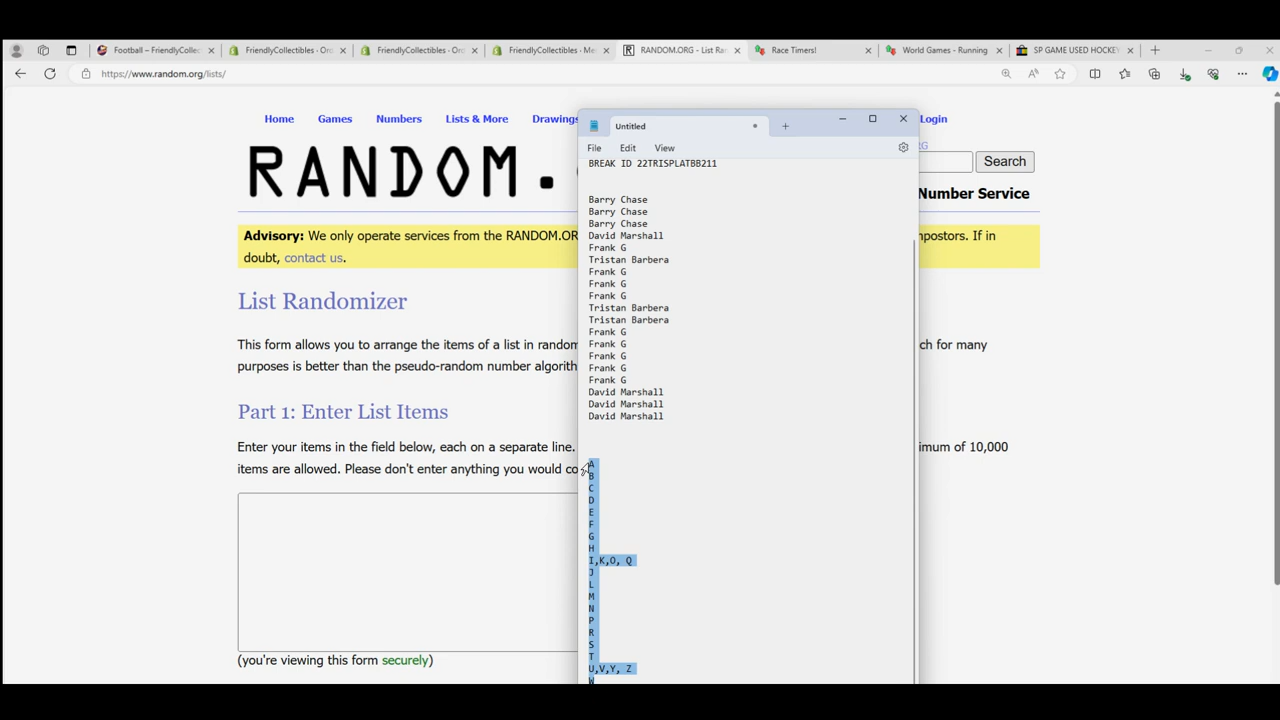 Football – FriendlyCollec
FriendlyCollectibles · Ord
FriendlyCollectibles · Ord
FriendlyCollectibles · Me
RANDOM.ORG - List Ran
Race Timers!
World Games - Running
SP GAME USED HOCKEY
https://www.random.org/lists/
Home
Games
Numbers
Lists & More
Drawings
Login
RANDOM.
RG
Search
Number Service
Advisory: We only operate services from the RANDOM.OR
postors. If in
doubt, contact us.
List Randomizer
This form allows you to arrange the items of a list in random
ch for many
purposes is better than the pseudo-random number algorith
Part 1: Enter List Items
Enter your items in the field below, each on a separate line.
imum of 10,000
items are allowed. Please don't enter anything you would co
(you're viewing this form securely)
Untitled
File
Edit
View
BREAK ID 22TRISPLATBB211
Barry Chase
Barry Chase
Barry Chase
David Marshall
Frank G
Tristan Barbera
Frank G
Frank G
Frank G
Tristan Barbera
Tristan Barbera
Frank G
Frank G
Frank G
Frank G
Frank G
David Marshall
David Marshall
David Marshall
A
B
C
D
E
F
G
H
I,K,O, Q
J
L
M
N
P
R
S
T
U,V,Y, Z
W